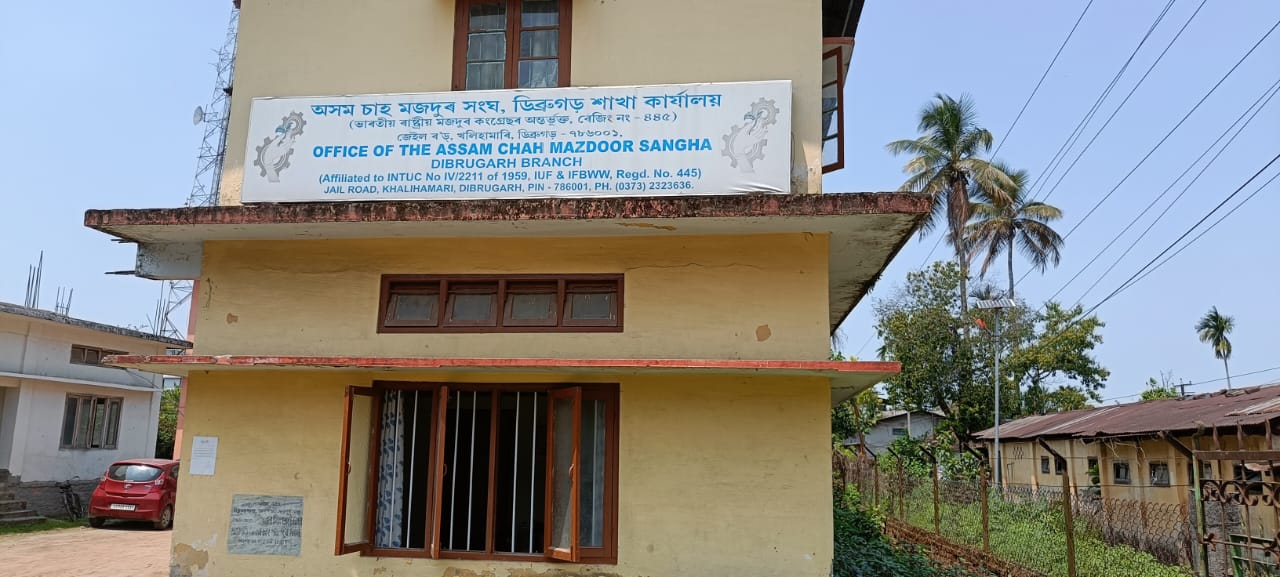 অসম চাহ মজদুৰ সংঘ, ডিব্রুগড় শাখা কার্যালয়
(ভাৰতীয় ৰাষ্ট্ৰীয় মজদুৰ কংগ্ৰেছৰ অন্তর্ভুক্ত, ৰেজিঃ নং - ৪৪৫)
জেইল ৰ'ড, খলিহামাৰি, ডিব্রুগড় - ৭৮৬০০১,
OFFICE OF THE ASSAM CHAH MAZDOOR SANGHA
DIBRUGARH BRANCH
(Affiliated to INTUC No IV/2211 of 1959, IUF & IFBWW, Regd. No. 445)
JAIL ROAD, KHALIHAMARI, DIBRUGARH, PIN - 786001, PH. (0373) 2323636.